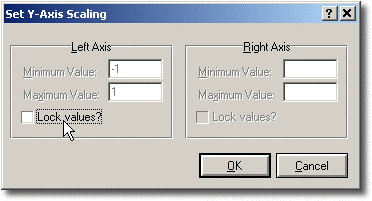 Set Y-Axis Scaling
Left Axis
Minimum Value: -1
Maximum Value: 1
Lock values?
Right Axis
Minimum Value:
Maximum Value:
Lock values?
OK
Cancel